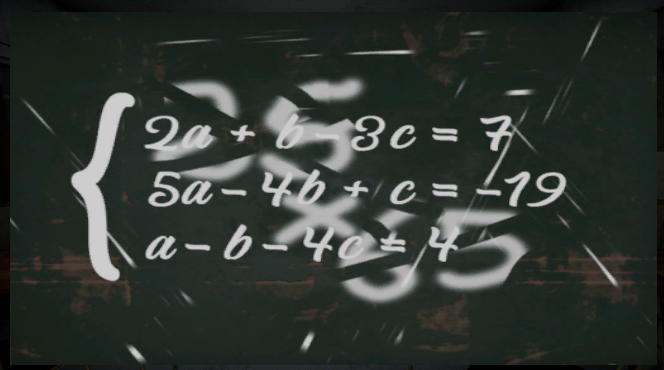 2a + b - 3c = 7
5a - 4b + c = -19
a - b - 4c = 4